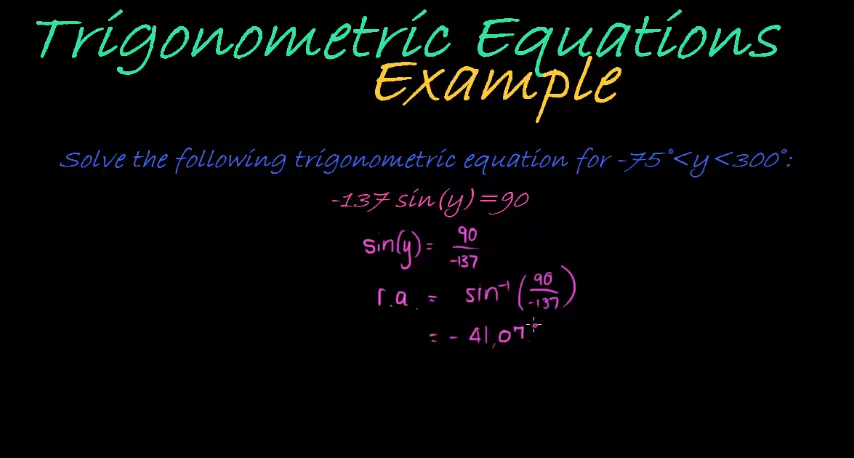 Trigonometric Equations
Example
Solve the following trigonometric equation for -75°<y<300°:
-137 sin(y)=90
sin(y) = 90/-137
r.a. = sin⁻¹(90/-137)
= -41,07°